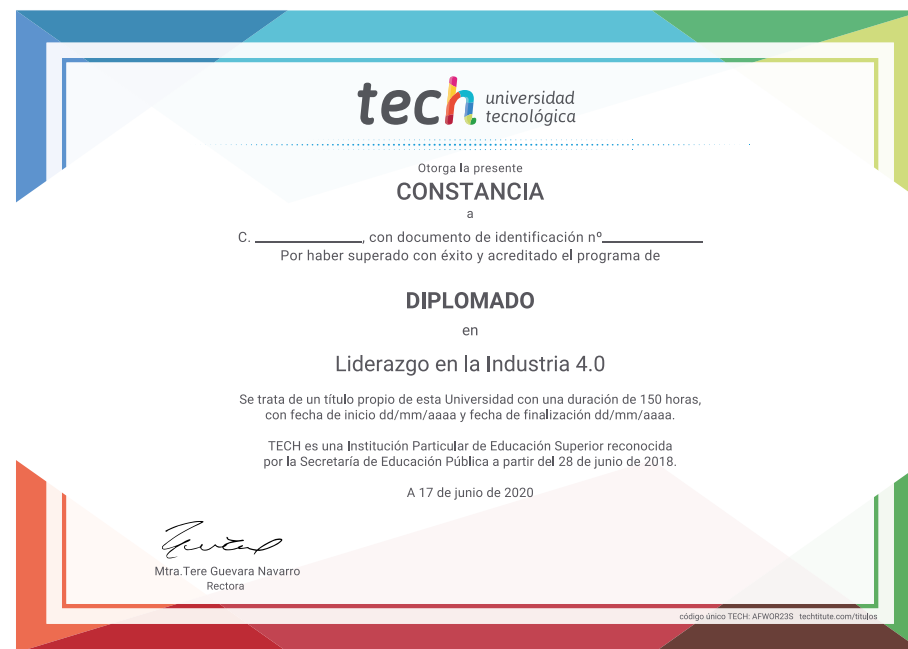 tech universidad
tecnológica
Otorga la presente
CONSTANCIA
a
C. ______________, con documento de identificación nº______________
Por haber superado con éxito y acreditado el programa de
DIPLOMADO
en
Liderazgo en la Industria 4.0
Se trata de un título propio de esta Universidad con una duración de 150 horas,
con fecha de inicio dd/mm/aaaa y fecha de finalización dd/mm/aaaa.
TECH es una Institución Particular de Educación Superior reconocida
por la Secretaría de Educación Pública a partir del 28 de junio de 2018.
A 17 de junio de 2020
Mtra.Tere Guevara Navarro
Rectora
código único TECH: AFWOR23S techtitute.com/titulos